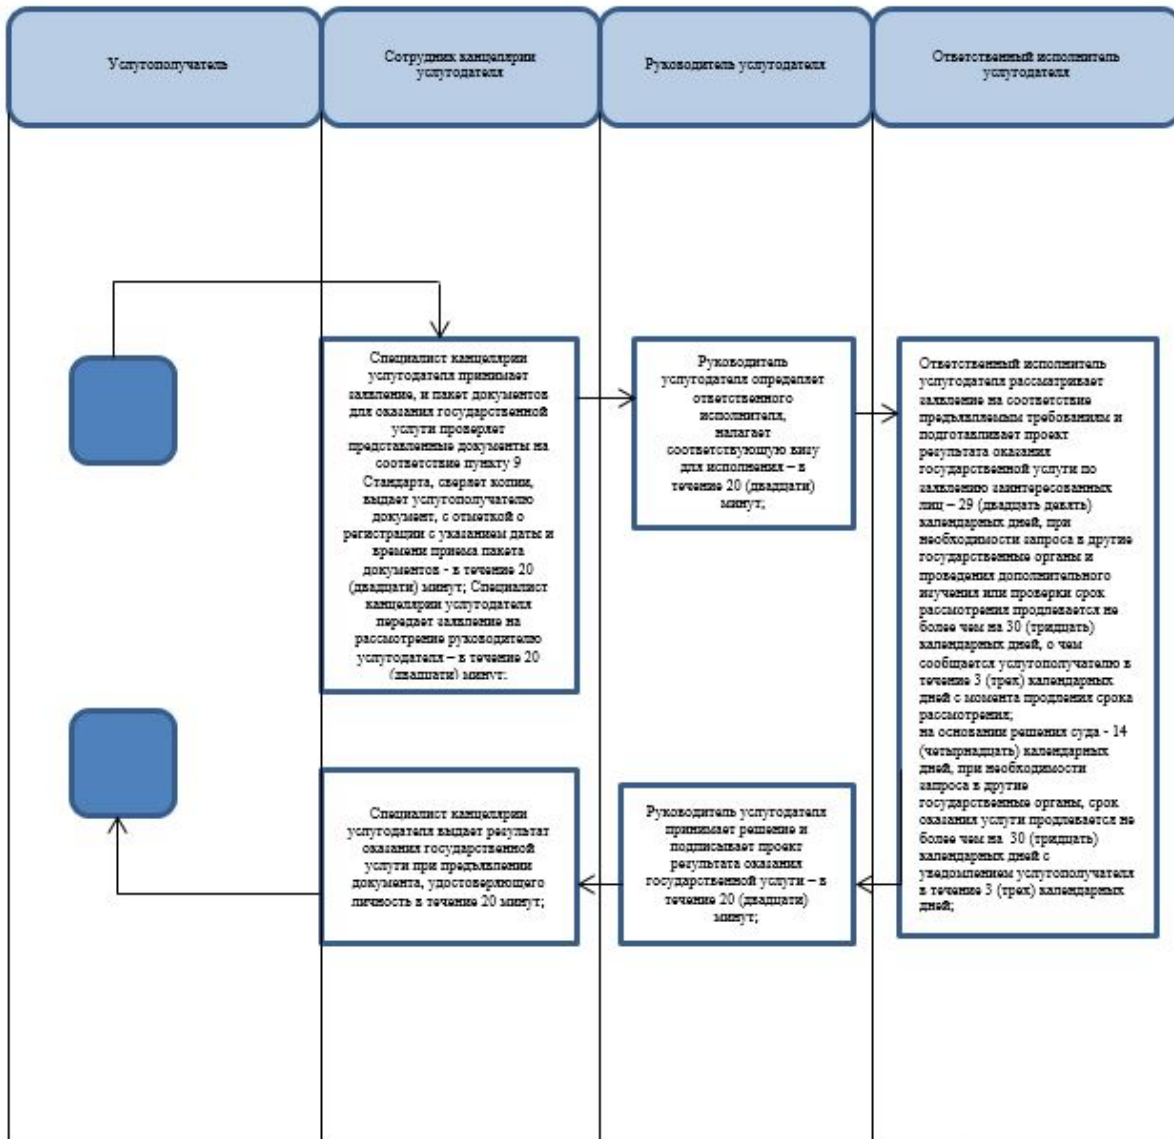 Услугополучатель
Сотрудник канцелярии
услугодателя
Руководитель услугодателя
Ответственный исполнитель
услугодателя
Специалист канцелярии
услугодателя принимает
заявление, и пакет документов
для оказания государственной
услуги проверяет
представленные документы на
соответствие пункту 9
Стандарта, сверяет копии,
выдает услугополучателю
документ, с отметкой о
регистрации с указанием даты и
времени приема пакета
документов - в течение 20
(двадцати) минут; Специалист
канцелярии услугодателя
передает заявление на
рассмотрение руководителю
услугодателя – в течение 20
(двадцати) минут;
Руководитель
услугодателя определяет
ответственного
исполнителя,
налагает
соответствующую визу
для исполнения – в
течение 20 (двадцати)
минут;
Ответственный исполнитель
услугодателя рассматривает
заявление на соответствие
предъявляемым требованиям и
подготавливает проект
результата оказания
государственной услуги по
заявлению заинтересованных
лиц – 29 (двадцать девять)
календарных дней, при
необходимости запроса в другие
государственные органы и
проведения дополнительного
изучения или проверки срок
рассмотрения продлевается не
более чем на 30 (тридцать)
календарных дней, о чем
сообщается услугополучателю в
течение 3 (трех) календарных
дней с момента продления срока
рассмотрения;
на основании решения суда - 14
(четырнадцать) календарных
дней, при необходимости
запроса в другие
государственные органы, срок
оказания услуги продлевается не
более чем на 30 (тридцать)
календарных дней с
уведомлением услугополучателя
в течение 3 (трех) календарных
дней;
Специалист канцелярии
услугодателя выдает результат
оказания государственной
услуги при предъявлении
документа, удостоверяющего
личность в течение 20 минут;
Руководитель услугодателя
принимает решение и
подписывает проект
результата оказания
государственной услуги – в
течение 20 (двадцати)
минут;